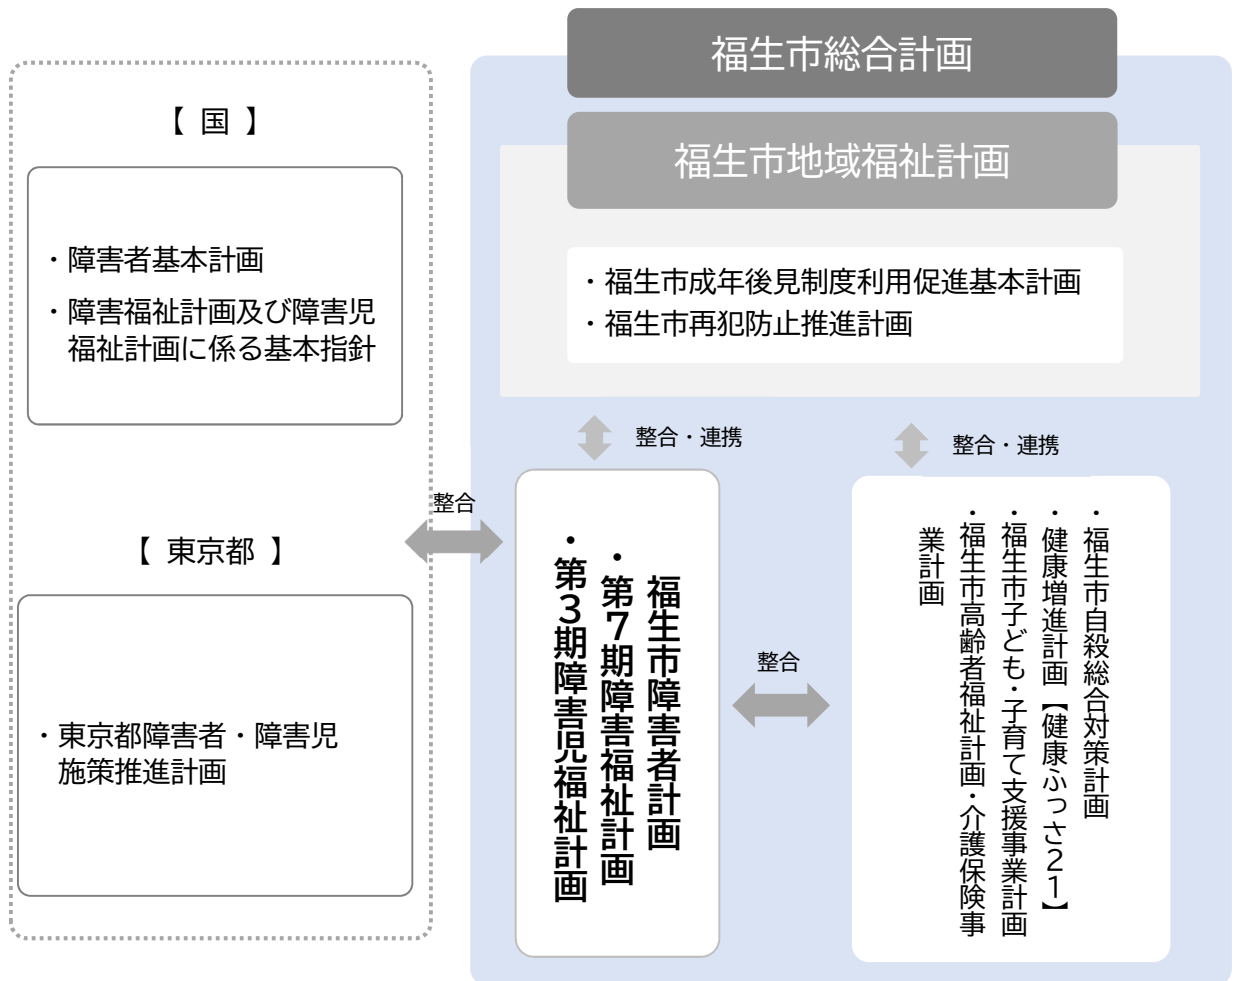 福生市総合計画
【 国 】
・障害者基本計画
・障害福祉計画及び障害児
福祉計画に係る基本指針
【 東京都 】
・東京都障害者・障害児
施策推進計画
整合
福生市地域福祉計画
・福生市成年後見制度利用促進基本計画
・福生市再犯防止推進計画
整合・連携
整合・連携
福生市障害者計画
・第７期障害福祉計画
・第３期障害児福祉計画
整合
・福生市自殺総合対策計画
・健康増進計画【健康ふっさ２１】
・福生市子ども・子育て支援事業計画
・福生市高齢者福祉計画・介護保険事
業計画